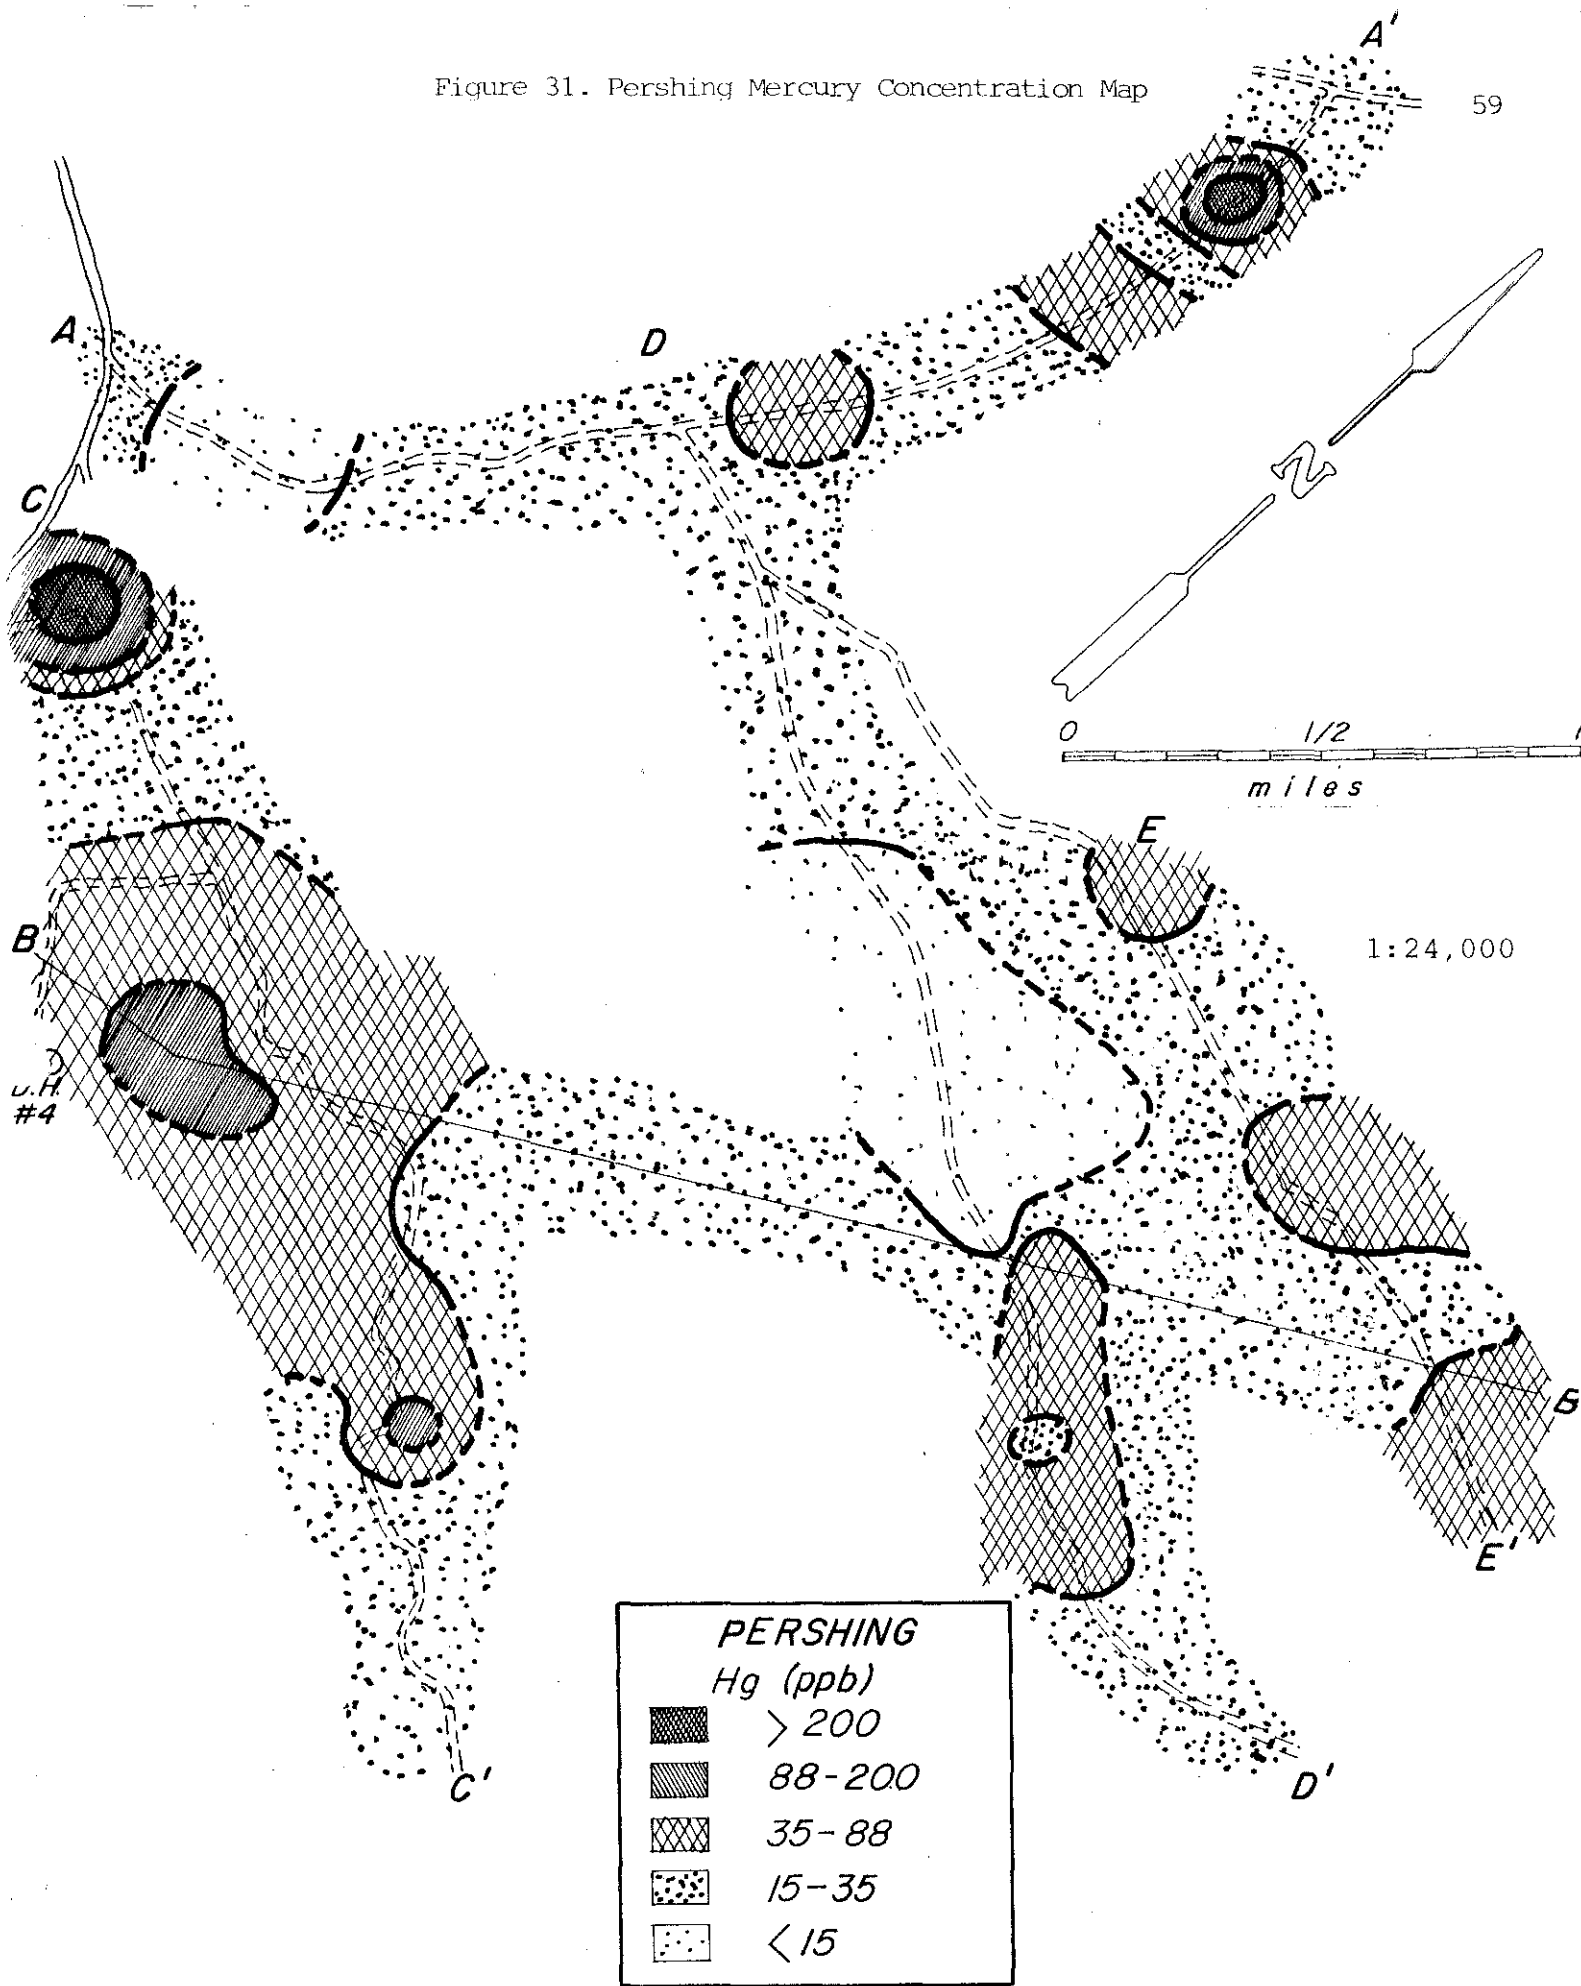 Figure 31. Pershing Mercury Concentration Map
59
A'
A
D
C
N
0 1/2
miles
E
B
1:24,000
#4
B
E'
C'
D'
PERSHING
Hg (ppb)
> 200
88-200
35-88
15-35
< 15